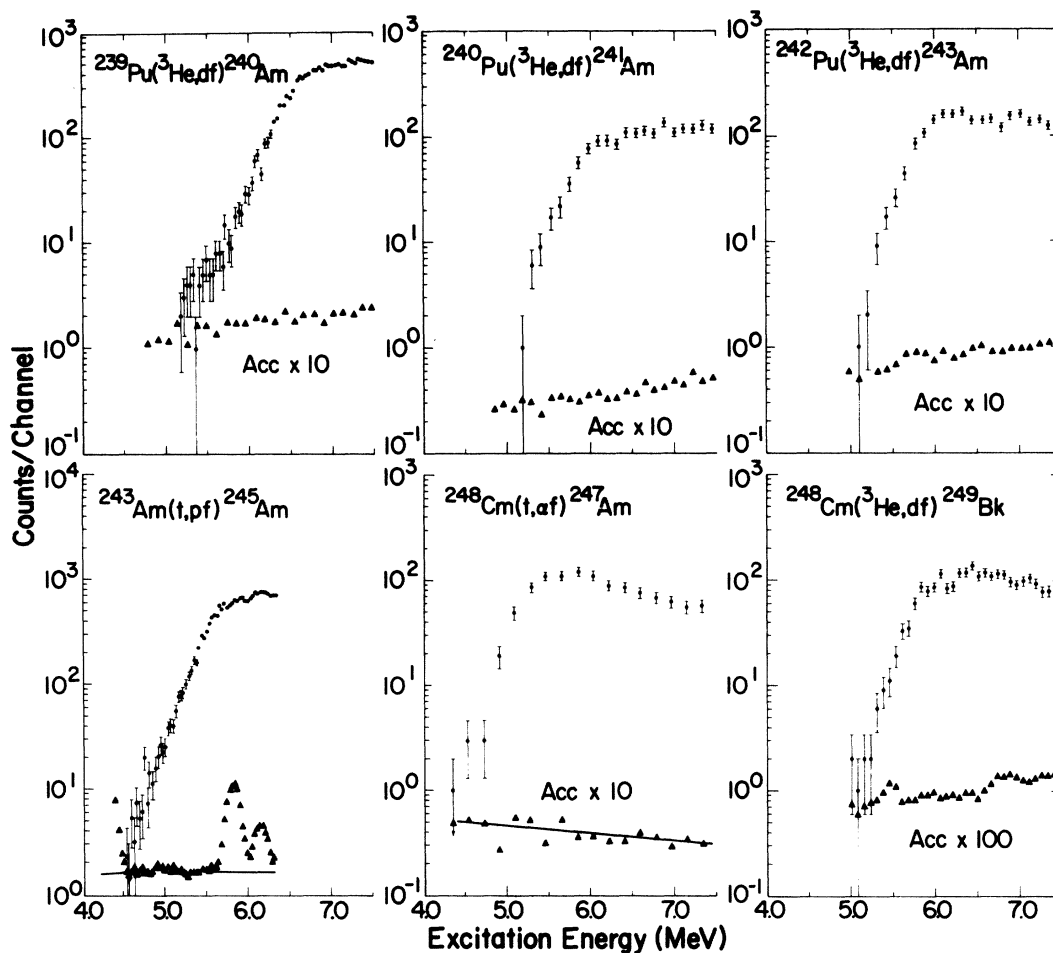 Counts/Channel
²³⁹Pu(³He,df)²⁴⁰Am
10³
10²
10¹
10⁰
10⁻¹
Acc x 10
²⁴⁰Pu(³He,df)²⁴¹Am
10³
10²
10¹
10⁰
10⁻¹
Acc x 10
²⁴²Pu(³He,df)²⁴³Am
10³
10²
10¹
10⁰
10⁻¹
Acc x 10
²⁴³Am(t,pf)²⁴⁵Am
10⁴
10³
10²
10¹
10⁰
4.0 5.0 6.0 7.0
²⁴⁸Cm(t,αf)²⁴⁷Am
10³
10²
10¹
10⁰
10⁻¹
Acc x 10
4.0 5.0 6.0 7.0
²⁴⁸Cm(³He,df)²⁴⁹Bk
10³
10²
10¹
10⁰
10⁻¹
Acc x 100
4.0 5.0 6.0 7.0
Excitation Energy (MeV)